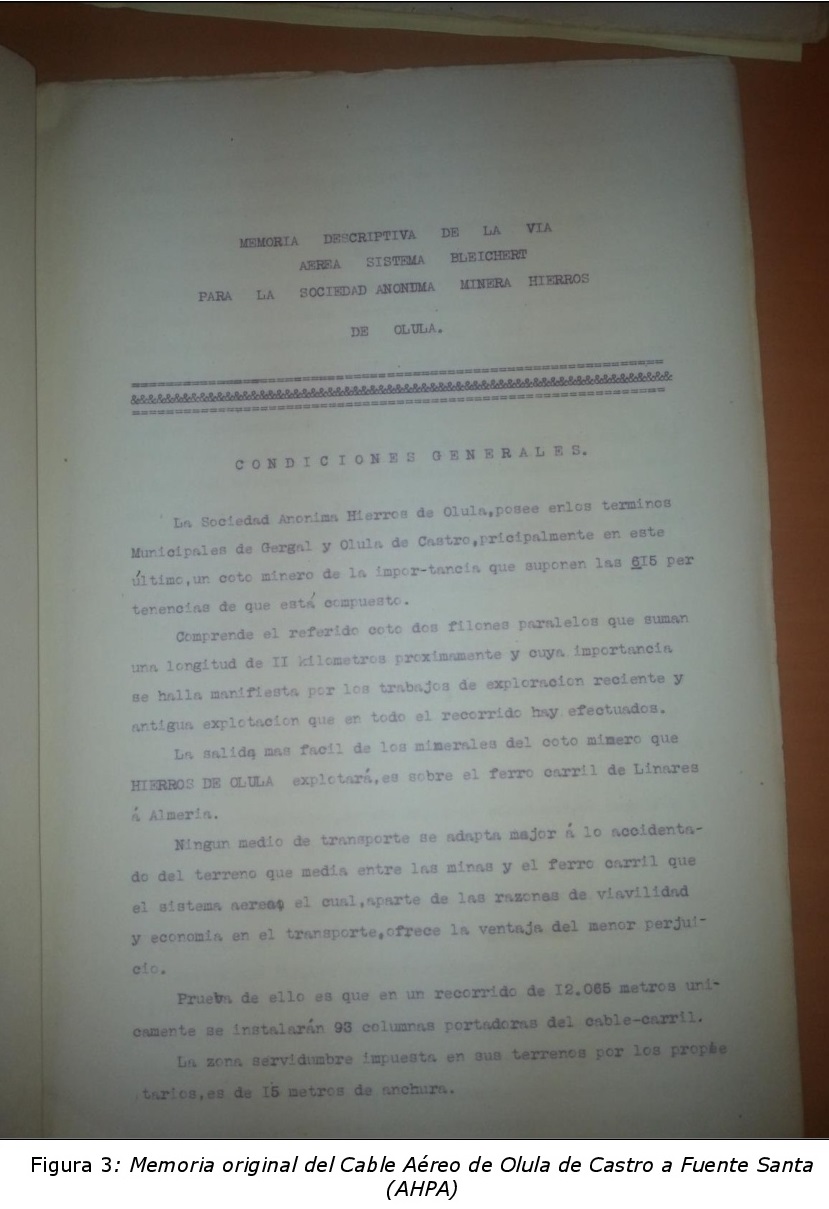 MEMORIA DESCRIPTIVA DE LA VIA
AEREA SISTEMA BLEICHERT
PARA LA SOCIEDAD ANONUMA MINERA HIERROS
DE OLULA.
==============================================================
&&&&&&&&&&&&&&&&&&&&&&&&&&&&&&&&&&&&&&&&&&&&&&&&&&&&&&&&&&&&&&
==============================================================
C O N D I C I O N E S G E N E R A L E S.
La Sociedad Anonima Hierros de Olula,posee enlos terminos
Municipales de Gergal y Olula de Castro,pricipalmente en este
último,un coto minero de la impor-tancia que suponen las 6I5 per
tenencias de que está compuesto.
Comprende el referido coto dos filones paralelos que suman
una longitud de II kilometros proximamente y cuya importancia
se halla manifiesta por los trabajos de exploracion reciente y
antigua explotacion que en todo el recorrido hay efectuados.
La salida mas facil de los minerales del coto minero que
HIERROS DE OLULA explotará,es sobre el ferro carril de Linares
á Almeria.
Ningun medio de transporte se adapta major á lo accidenta-
do del terreno que media entre las minas y el ferro carril que
el sistema aereo, el cual,aparte de las razones de viavilidad
y economia en el transporte,ofrece la ventaja del menor perjui-
cio.
Prueba de ello es que en un recorrido de I2.065 metros uni-
camente se instalarán 93 columnas portadoras del cable-carril.
La zona servidumbre impuesta en sus terrenos por los propie
tarios,es de I5 metros de anchura.
Figura 3: Memoria original del Cable Aéreo de Olula de Castro a Fuente Santa
(AHPA)